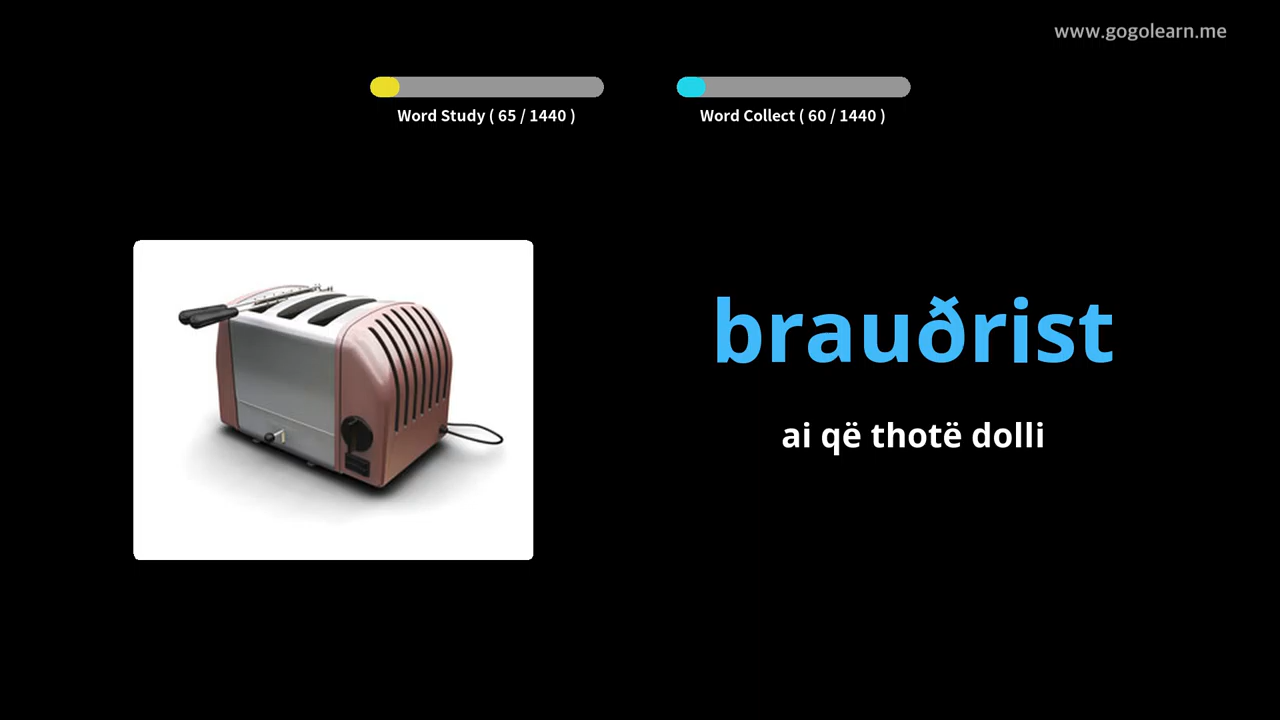 www.gogolearn.me
Word Study ( 65 / 1440 )
Word Collect ( 60 / 1440 )
brauðrist
ai që thotë dolli